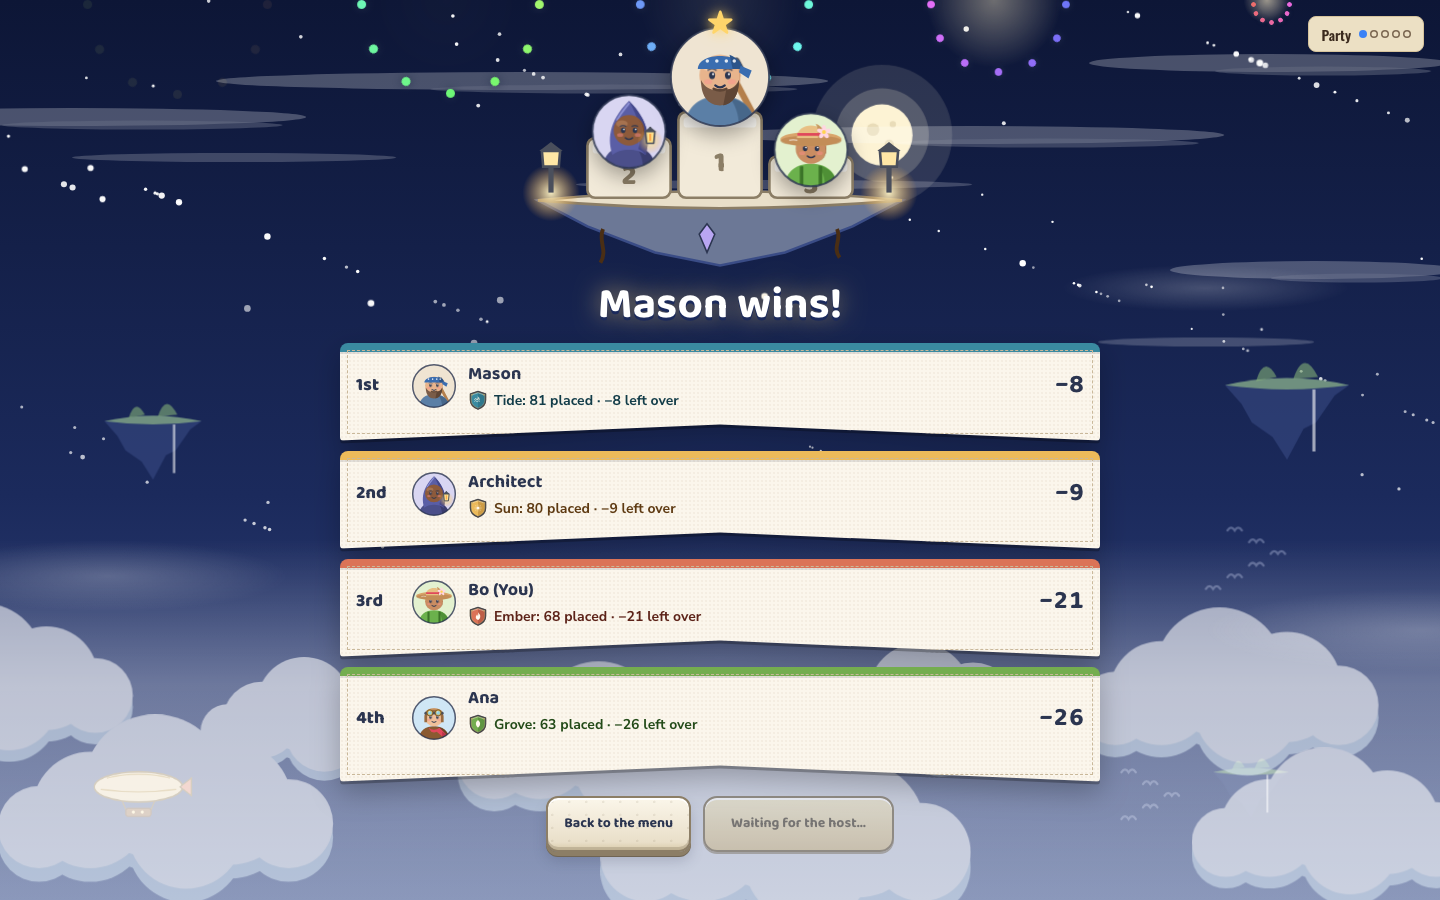 Party
1
2
3
Mason wins!
1st
Mason
Tide: 81 placed · −8 left over
−8
2nd
Architect
Sun: 80 placed · −9 left over
−9
3rd
Bo (You)
Ember: 68 placed · −21 left over
−21
4th
Ana
Grove: 63 placed · −26 left over
−26
Back to the menu
Waiting for the host...